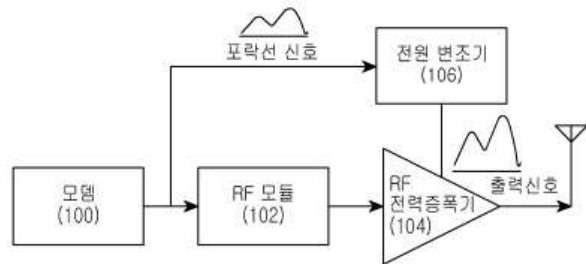 포락선 신호
전원 변조기
(106)
모뎀
(100)
RF 모듈
(102)
RF
전력증폭기
(104)
출력신호